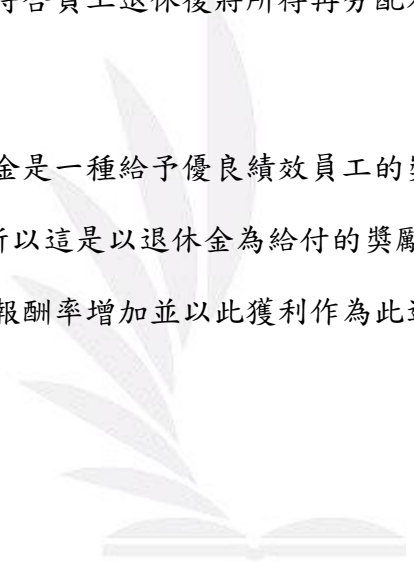 待各員工退休後將所得再分配
金是一種給予優良績效員工的獎
所以這是以退休金為給付的獎勵
報酬率增加並以此獲利作為此